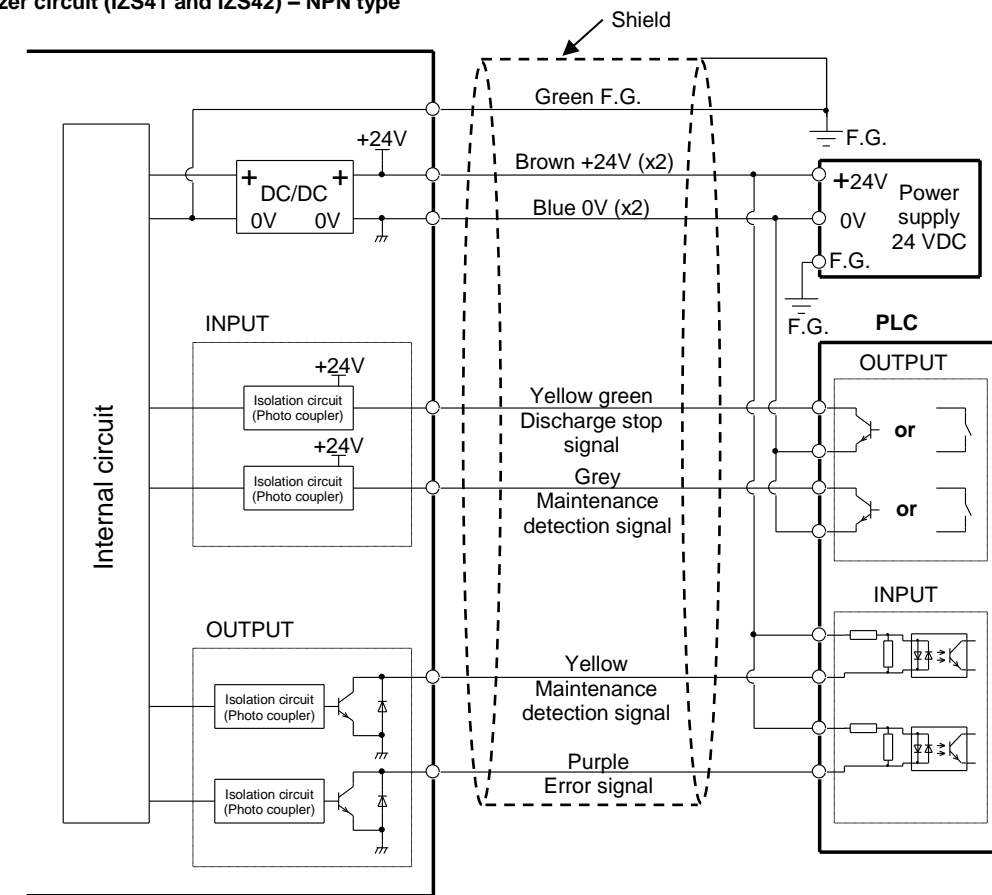 zer circuit (IZS41 and IZS42) – NPN type
Shield
Green F.G.
F.G.
+24V
Brown +24V (x2)
+ DC/DC +
0V 0V
Blue 0V (x2)
+24V
0V
F.G.
Power
supply
24 VDC
F.G.
PLC
INPUT
+24V
Isolation circuit
(Photo coupler)
+24V
Isolation circuit
(Photo coupler)
Internal circuit
Yellow green
Discharge stop
signal
Grey
Maintenance
detection signal
OUTPUT
or
or
INPUT
OUTPUT
Isolation circuit
(Photo coupler)
Isolation circuit
(Photo coupler)
Yellow
Maintenance
detection signal
Purple
Error signal